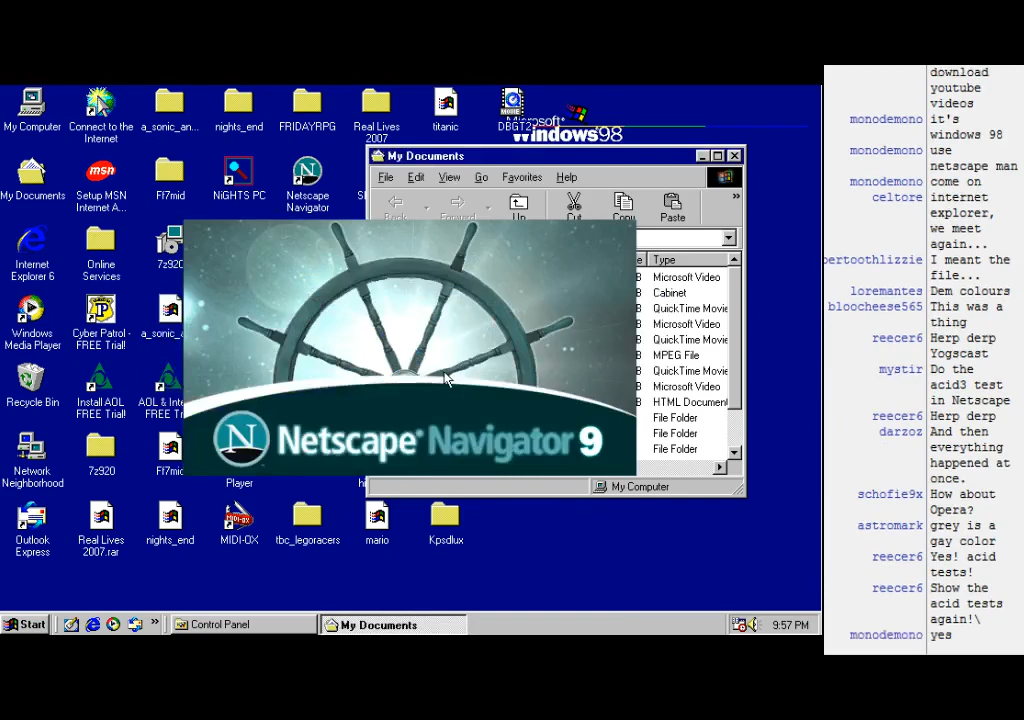 My Computer
Connect to the
Internet
a_sonic_an...
nights_end
FRIDAYRPG
Real Lives
2007
titanic
Microsoft
Windows98
My Documents
Setup MSN
Internet A...
Ff7mid
NiGHTS PC
Netscape
Navigator
My Documents
File Edit View Go Favorites Help
Back Forward Up Cut Copy Paste
»
Internet
Explorer 6
Online
Services
7z920
Type
Microsoft Video
Cabinet
QuickTime Movie
Microsoft Video
QuickTime Movie
MPEG File
QuickTime Movie
Microsoft Video
HTML Document
File Folder
File Folder
File Folder
Windows
Media Player
Cyber Patrol -
FREE Trial!
Recycle Bin
Install AOL
FREE Trial!
AOL & Inte
FREE Trial!
N Netscape® Navigator 9
Network
Neighborhood
7z920
Ff7mid
Player
My Computer
Outlook
Express
Real Lives
2007.rar
nights_end
MIDI-OX
tbc_legoracers
mario
Kpsdlux
Start
»
Control Panel
My Documents
9:57 PM
download
youtube
videos
monodemono it's
windows 98
monodemono use
netscape man
monodemono come on
celtore internet
explorer,
we meet
again...
pertoothlizzie I meant the
file...
loremantes Dem colours
bloocheese565 This was a
thing
reecer6 Herp derp
Yogscast
mystir Do the
acid3 test
in Netscape
reecer6 Herp derp
darzoz And then
everything
happened at
once.
schofie9x How about
Opera?
astromark grey is a
gay color
reecer6 Yes! acid
tests!
reecer6 Show the
acid tests
again!\
monodemono yes